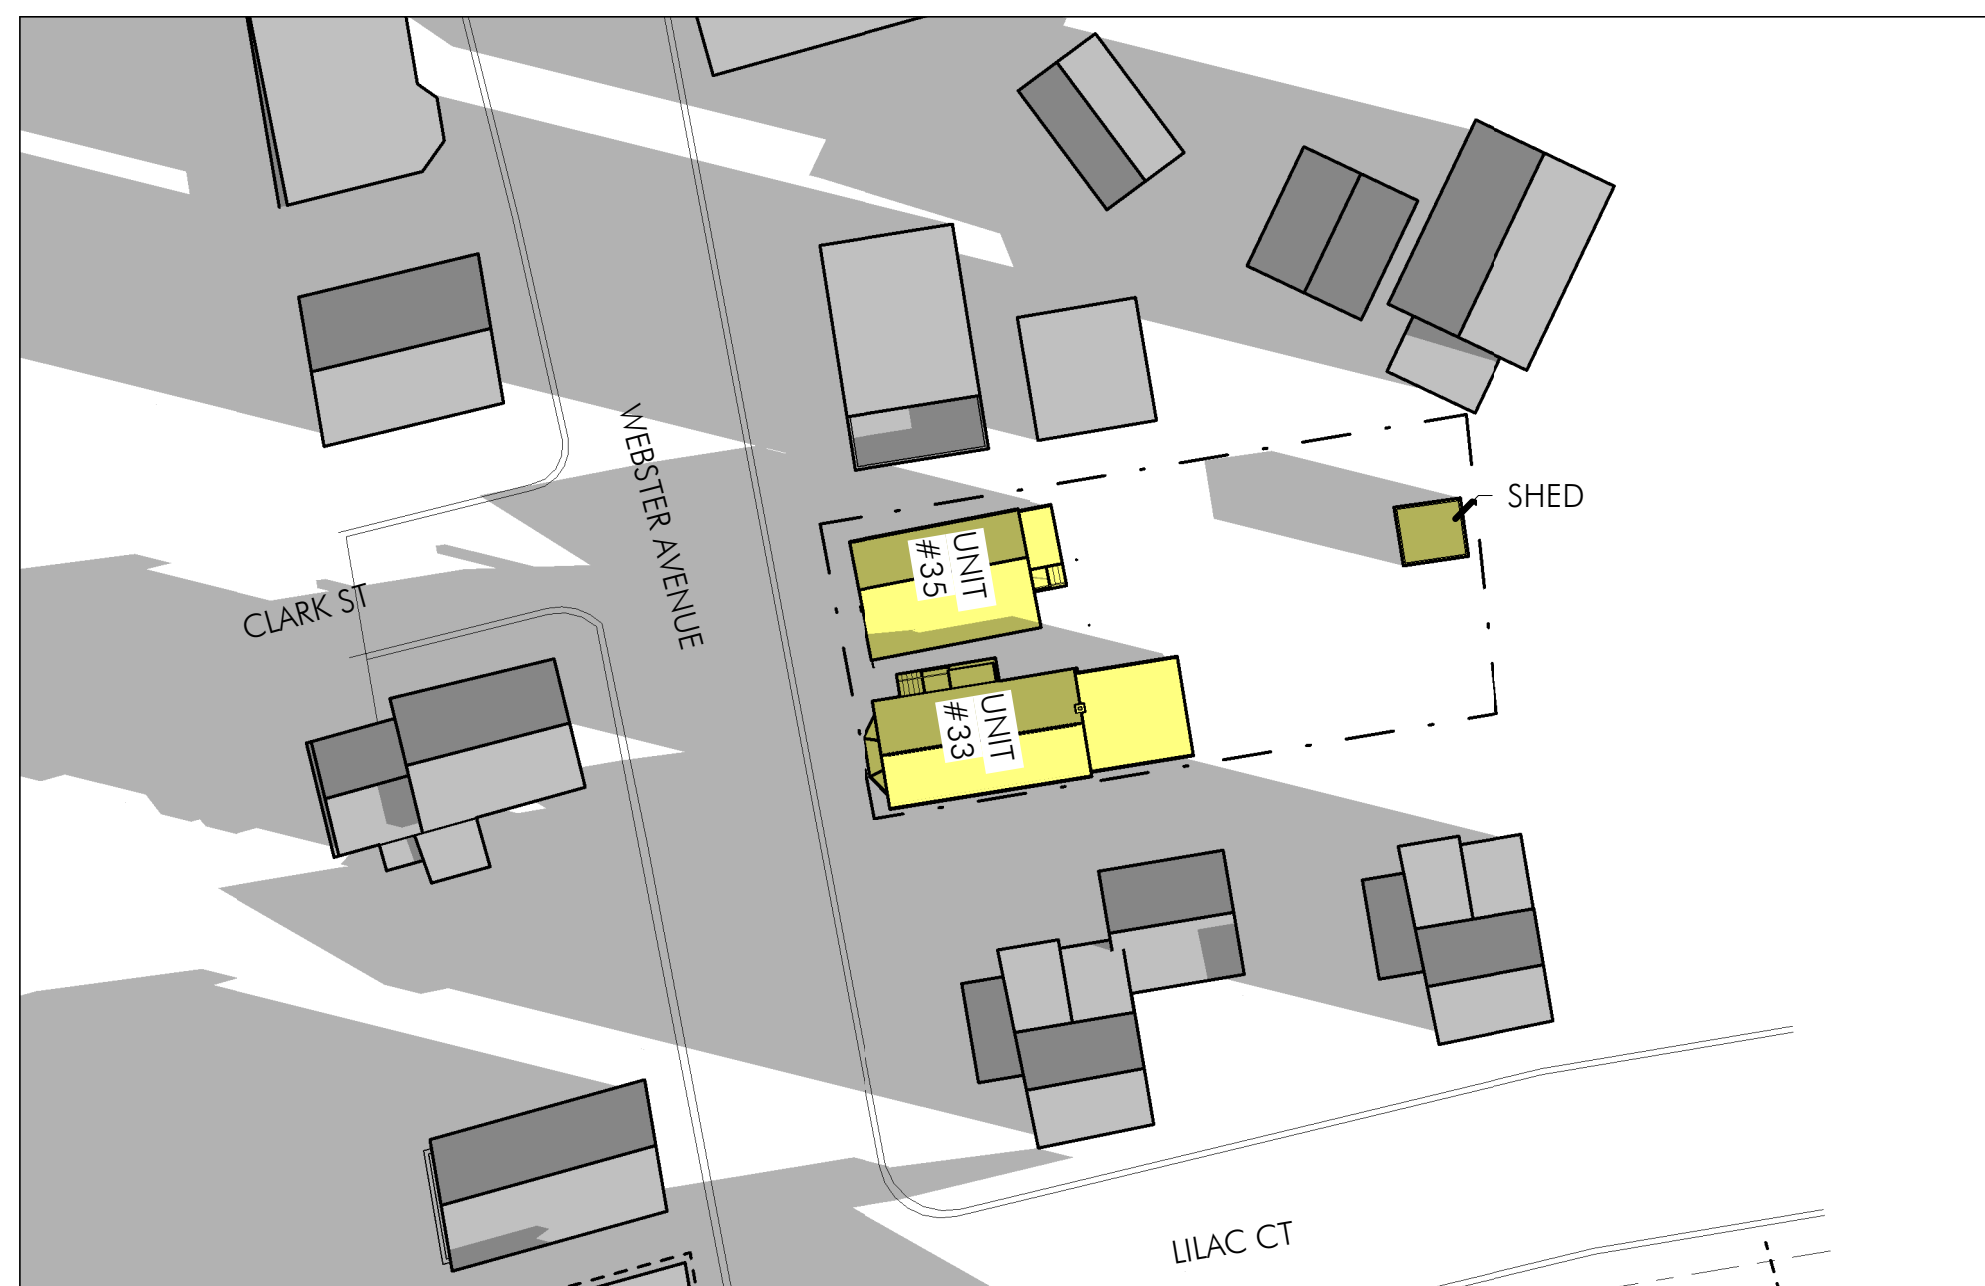 WEBSTER AVENUE
SHED
UNIT
#35
CLARK ST
UNIT
#33
LILAC CT